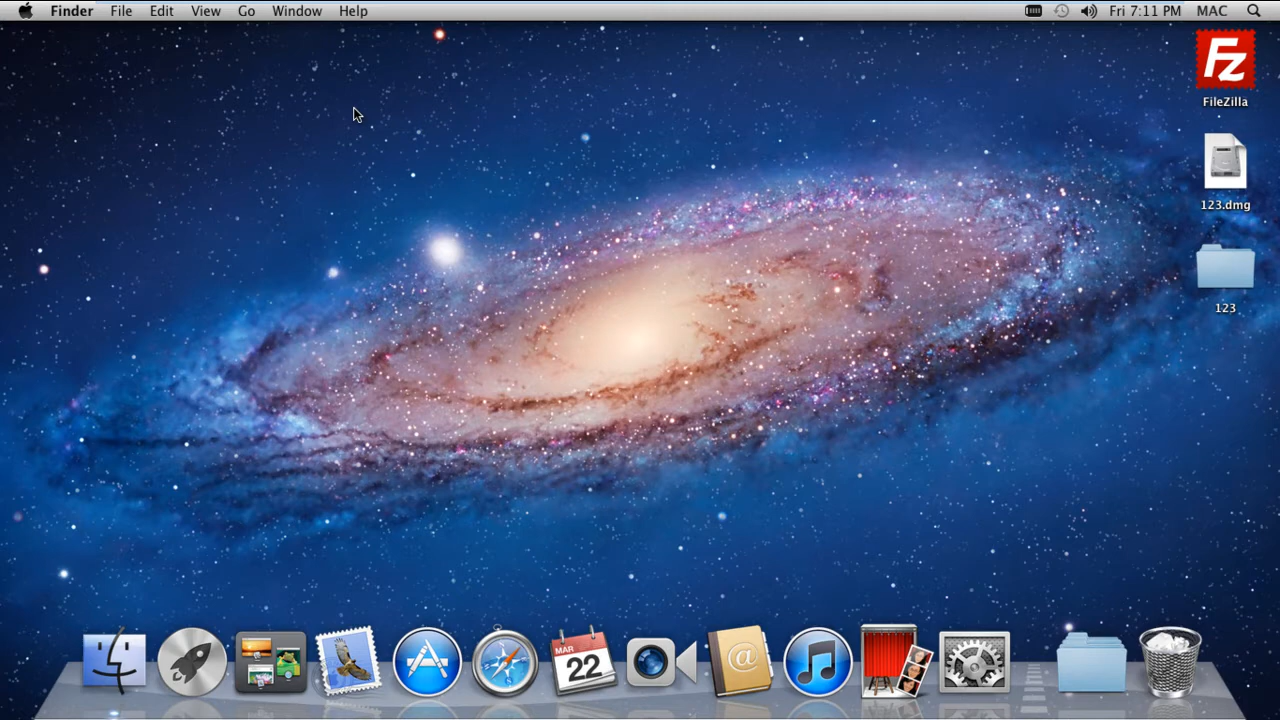 Finder File Edit View Go Window Help Fri 7:11 PM MAC
Fz
FileZilla
123.dmg
123
MAR
22
@